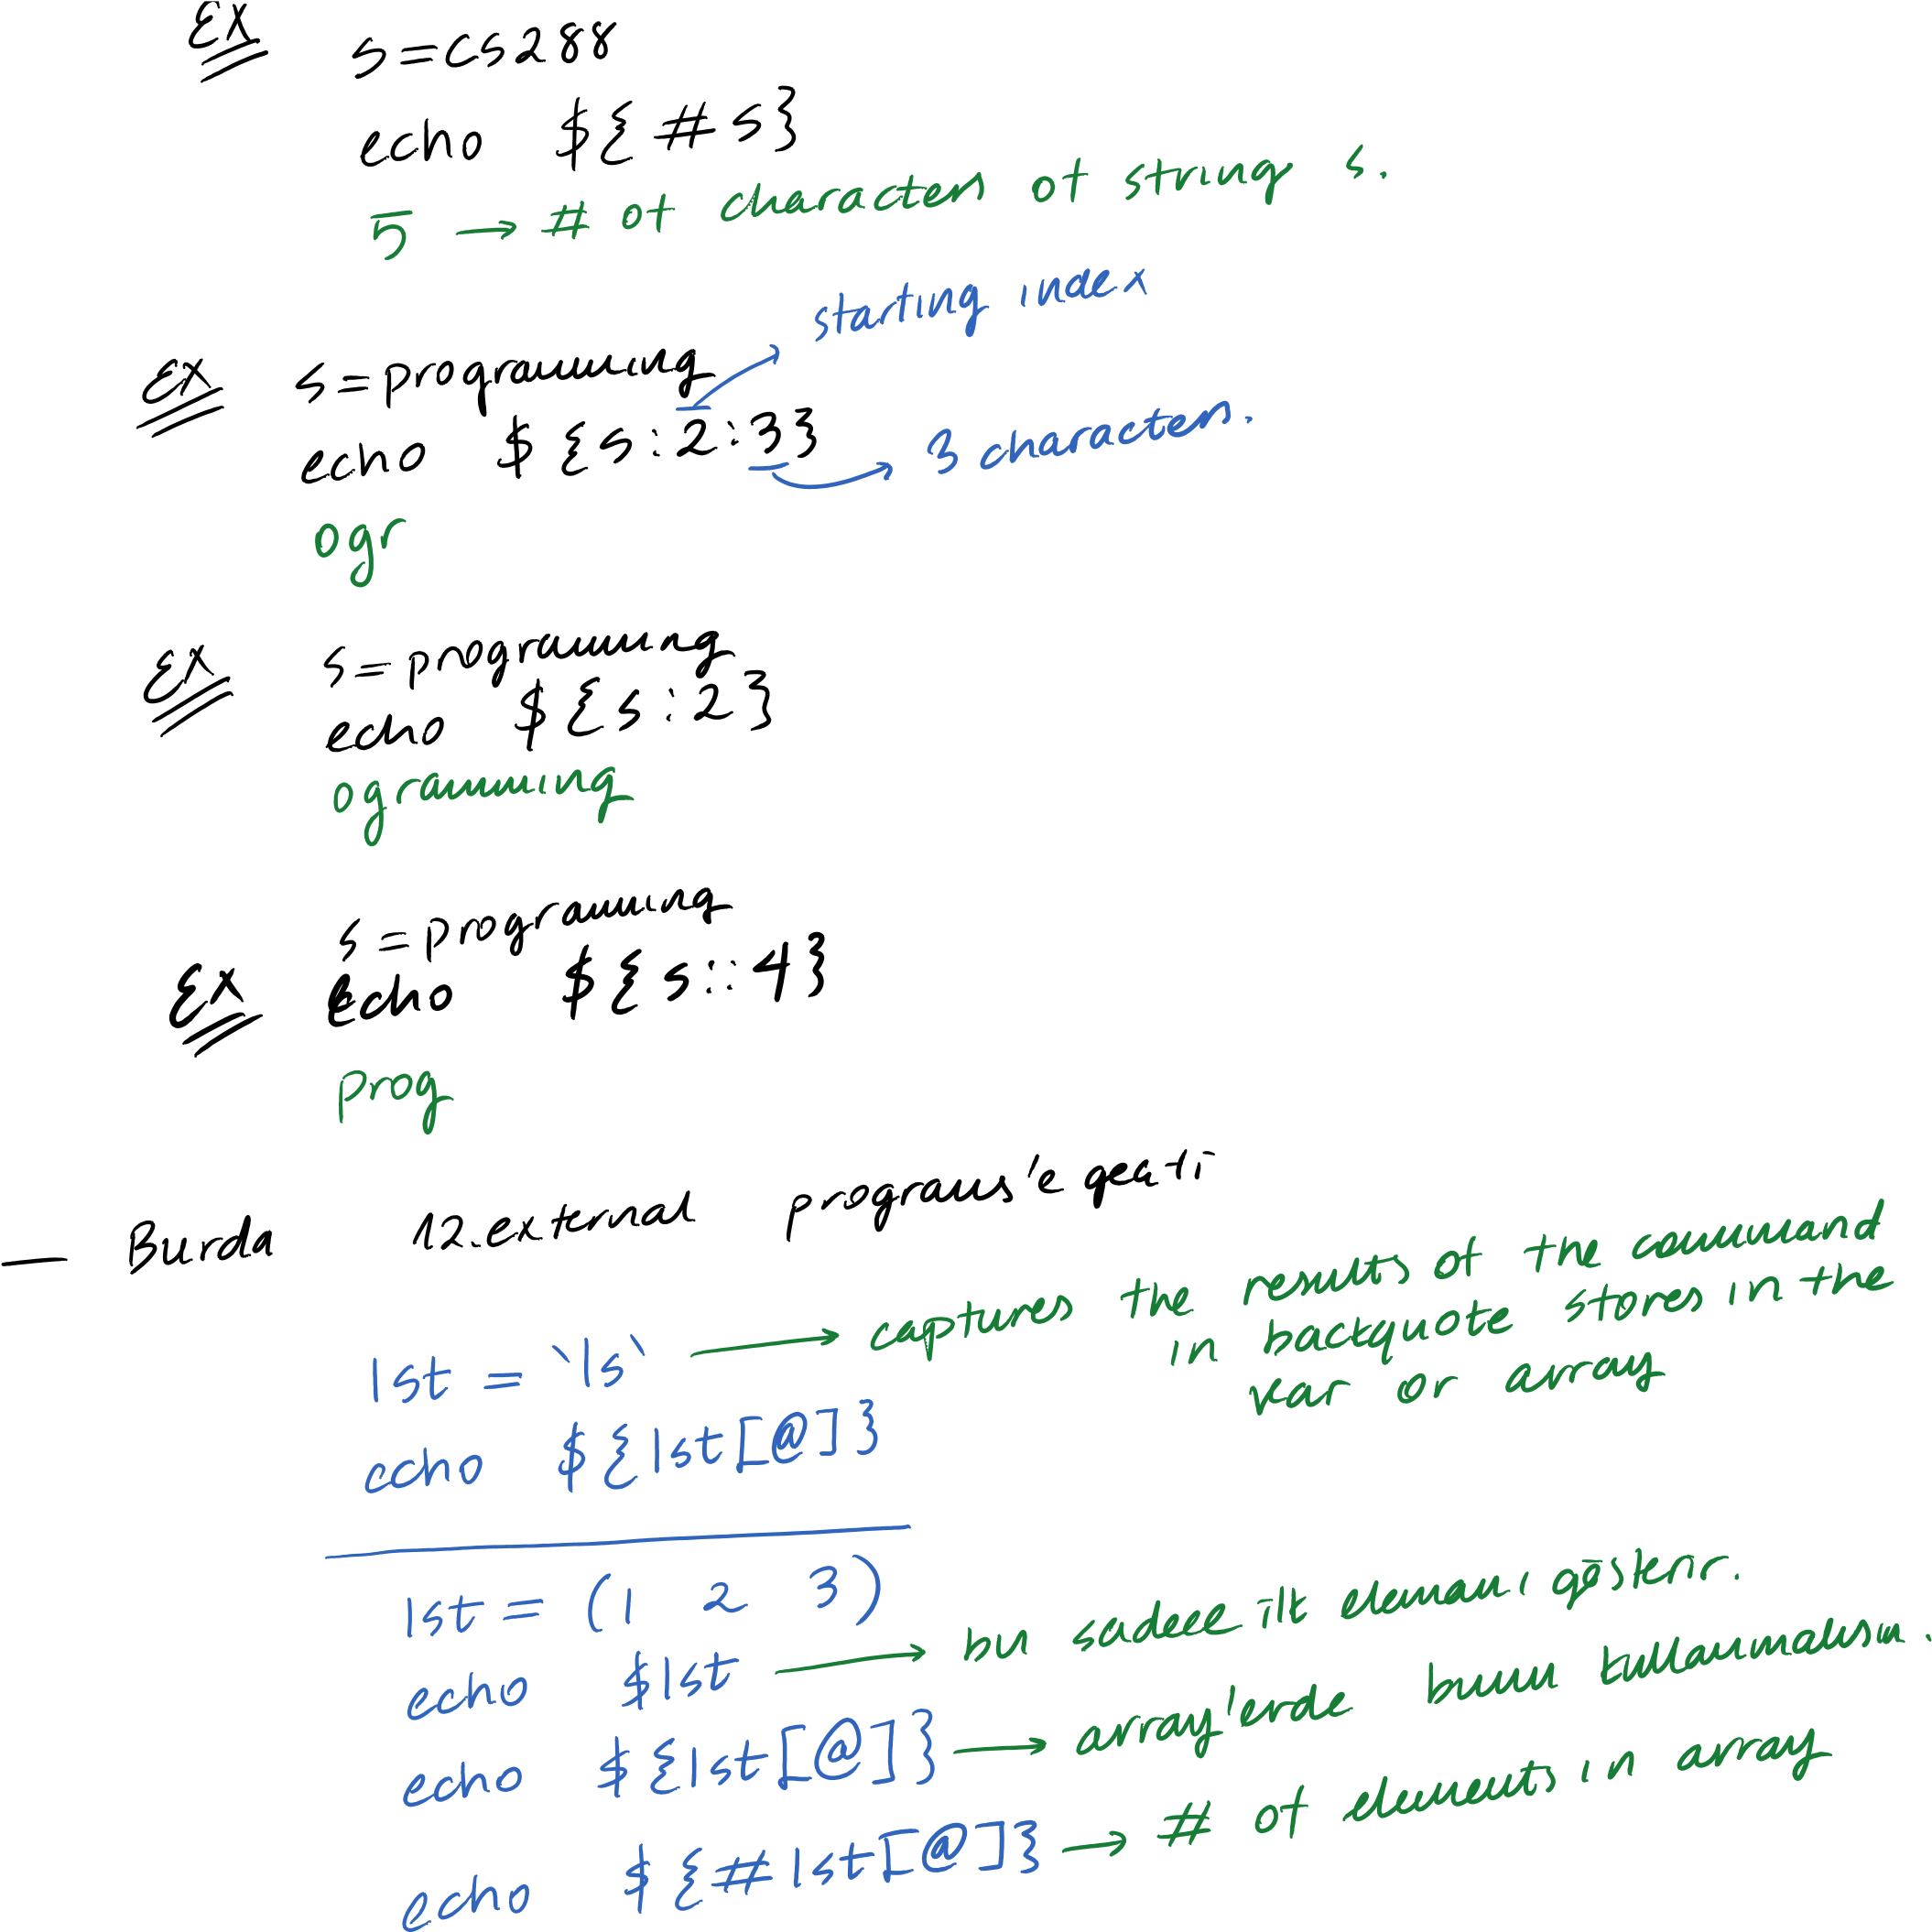 Ex s=cs288
echo ${#s}
5 → # of characters of string s.
starting index
Ex s=programming
echo ${s:2:3}
3 characters.
ogr
Ex s=programming
echo ${s:2}
ogramming
s=programming
Ex echo ${s::4}
prog
— Burda 12.external programs'e geçti
lst = `ls` → captures the results of the command
in backquote stores in the
var or array
echo ${lst[@]}
lst = (1 2 3)
echo $lst → bu sadece ilk elemanı gösterir.
echo ${lst[@]} → array'lerde bunu kullanmalısın.
echo ${#lst[@]} → # of elements in array